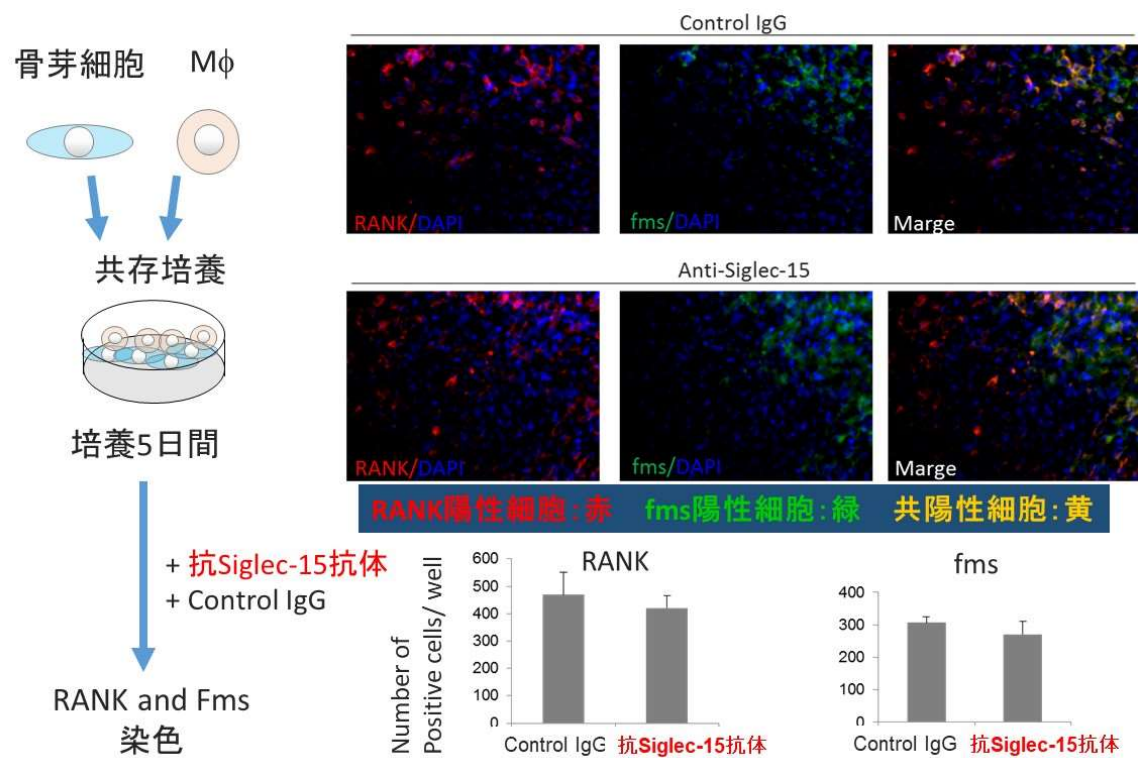 骨芽細胞
Mφ
共存培養
培養5日間
+ 抗Siglec-15抗体
+ Control IgG
RANK and Fms
染色
Control IgG
RANK/DAPI
fms/DAPI
Marge
Anti-Siglec-15
RANK/DAPI
fms/DAPI
Marge
RANK陽性細胞：赤
fms陽性細胞：緑
共陽性細胞：黄
RANK
Number of
Positive cells/ well
600
500
400
300
200
100
0
Control IgG
抗Siglec-15抗体
fms
400
300
200
100
0
Control IgG
抗Siglec-15抗体